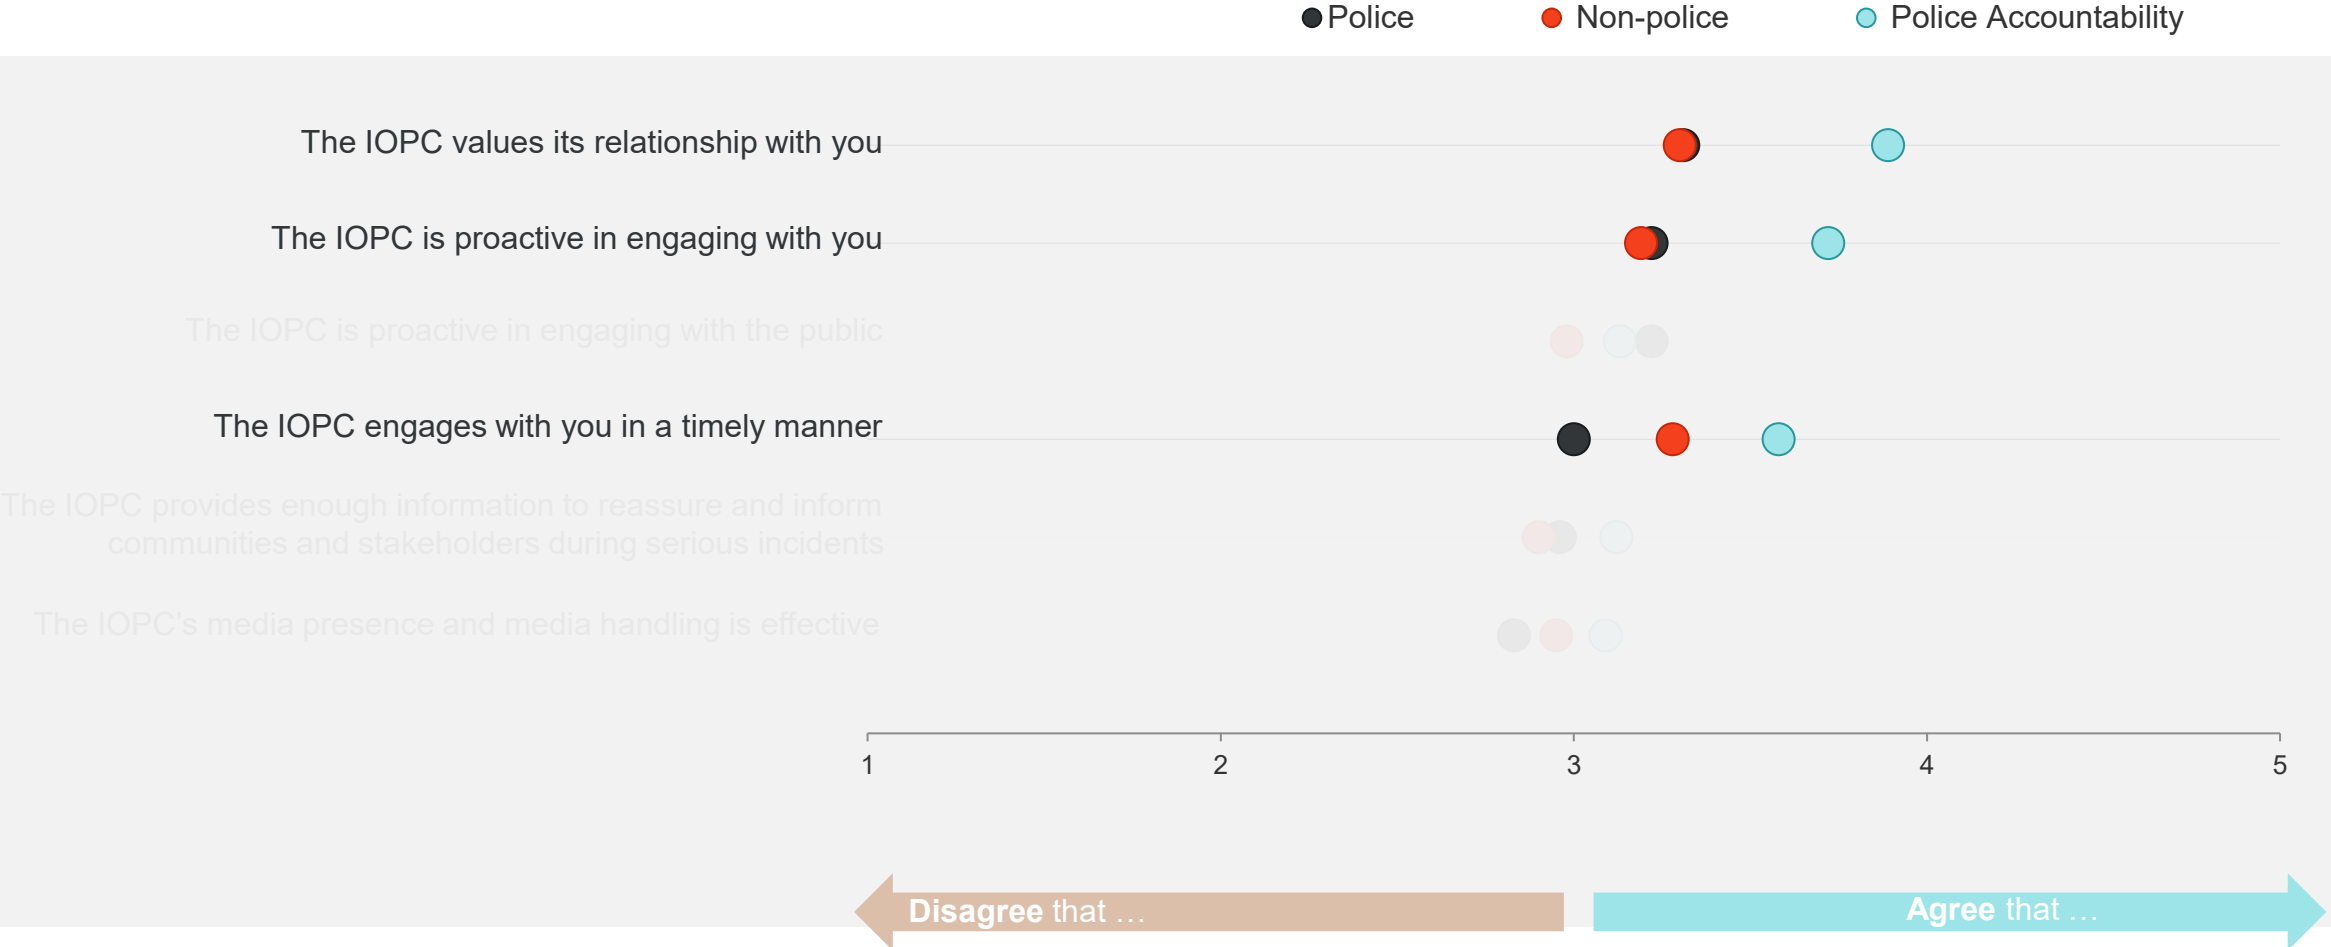 Police Non-police Police Accountability
The IOPC values its relationship with you
The IOPC is proactive in engaging with you
The IOPC is proactive in engaging with the public
The IOPC engages with you in a timely manner
The IOPC provides enough information to reassure and inform
communities and stakeholders during serious incidents
The IOPC's media presence and media handling is effective
1 2 3 4 5
Disagree that … Agree that …